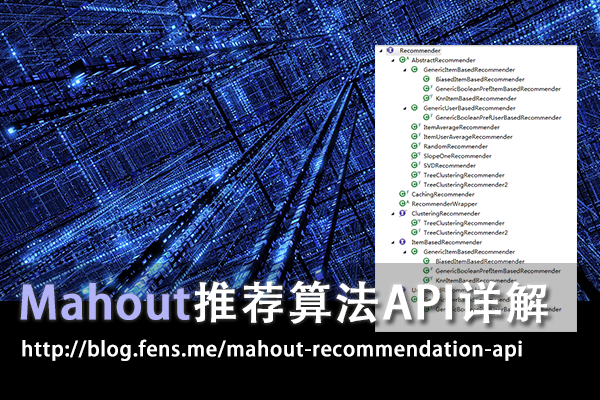 Recommender
AbstractRecommender
GenericItemBasedRecommender
BiasedItemBasedRecommender
GenericBooleanPrefItemBasedRecommender
KnnItemBasedRecommender
GenericUserBasedRecommender
GenericBooleanPrefUserBasedRecommender
ItemAverageRecommender
ItemUserAverageRecommender
RandomRecommender
SlopeOneRecommender
SVDRecommender
TreeClusteringRecommender
TreeClusteringRecommender2
CachingRecommender
RecommenderWrapper
ClusteringRecommender
TreeClusteringRecommender
TreeClusteringRecommender2
ItemBasedRecommender
GenericItemBasedRecommender
BiasedItemBasedRecommender
GenericBooleanPrefItemBasedRecommender
KnnItemBasedRecommender
Mahout推荐算法API详解
http://blog.fens.me/mahout-recommendation-api